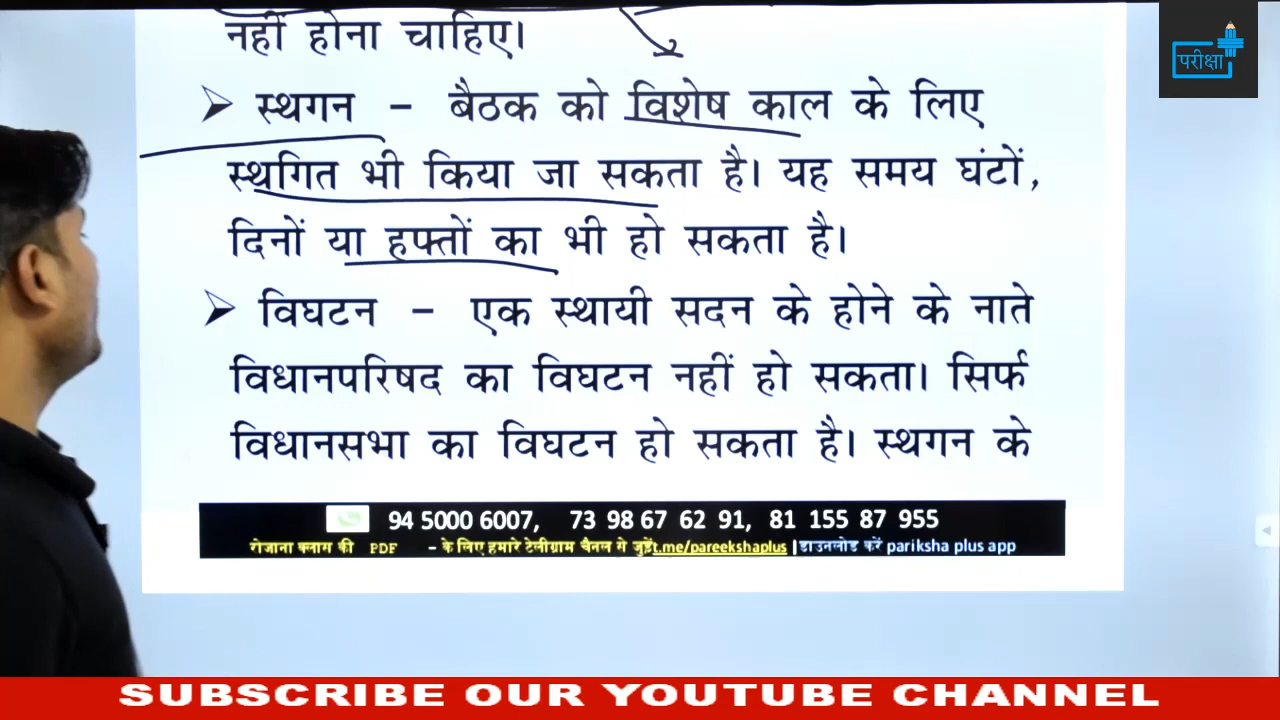 नहीं होना चाहिए।
परीक्षा
➢ स्थगन – बैठक को विशेष काल के लिए
स्थगित भी किया जा सकता है। यह समय घंटों,
दिनों या हफ्तों का भी हो सकता है।
➢ विघटन – एक स्थायी सदन के होने के नाते
विधानपरिषद का विघटन नहीं हो सकता। सिर्फ
विधानसभा का विघटन हो सकता है। स्थगन के
94 5000 6007, 73 98 67 62 91, 81 155 87 955
रोजाना क्लास की PDF - के लिए हमारे टेलीग्राम चैनल से जुड़ें t.me/pareekshaplus | डाउनलोड करें pariksha plus app
SUBSCRIBE OUR YOUTUBE CHANNEL